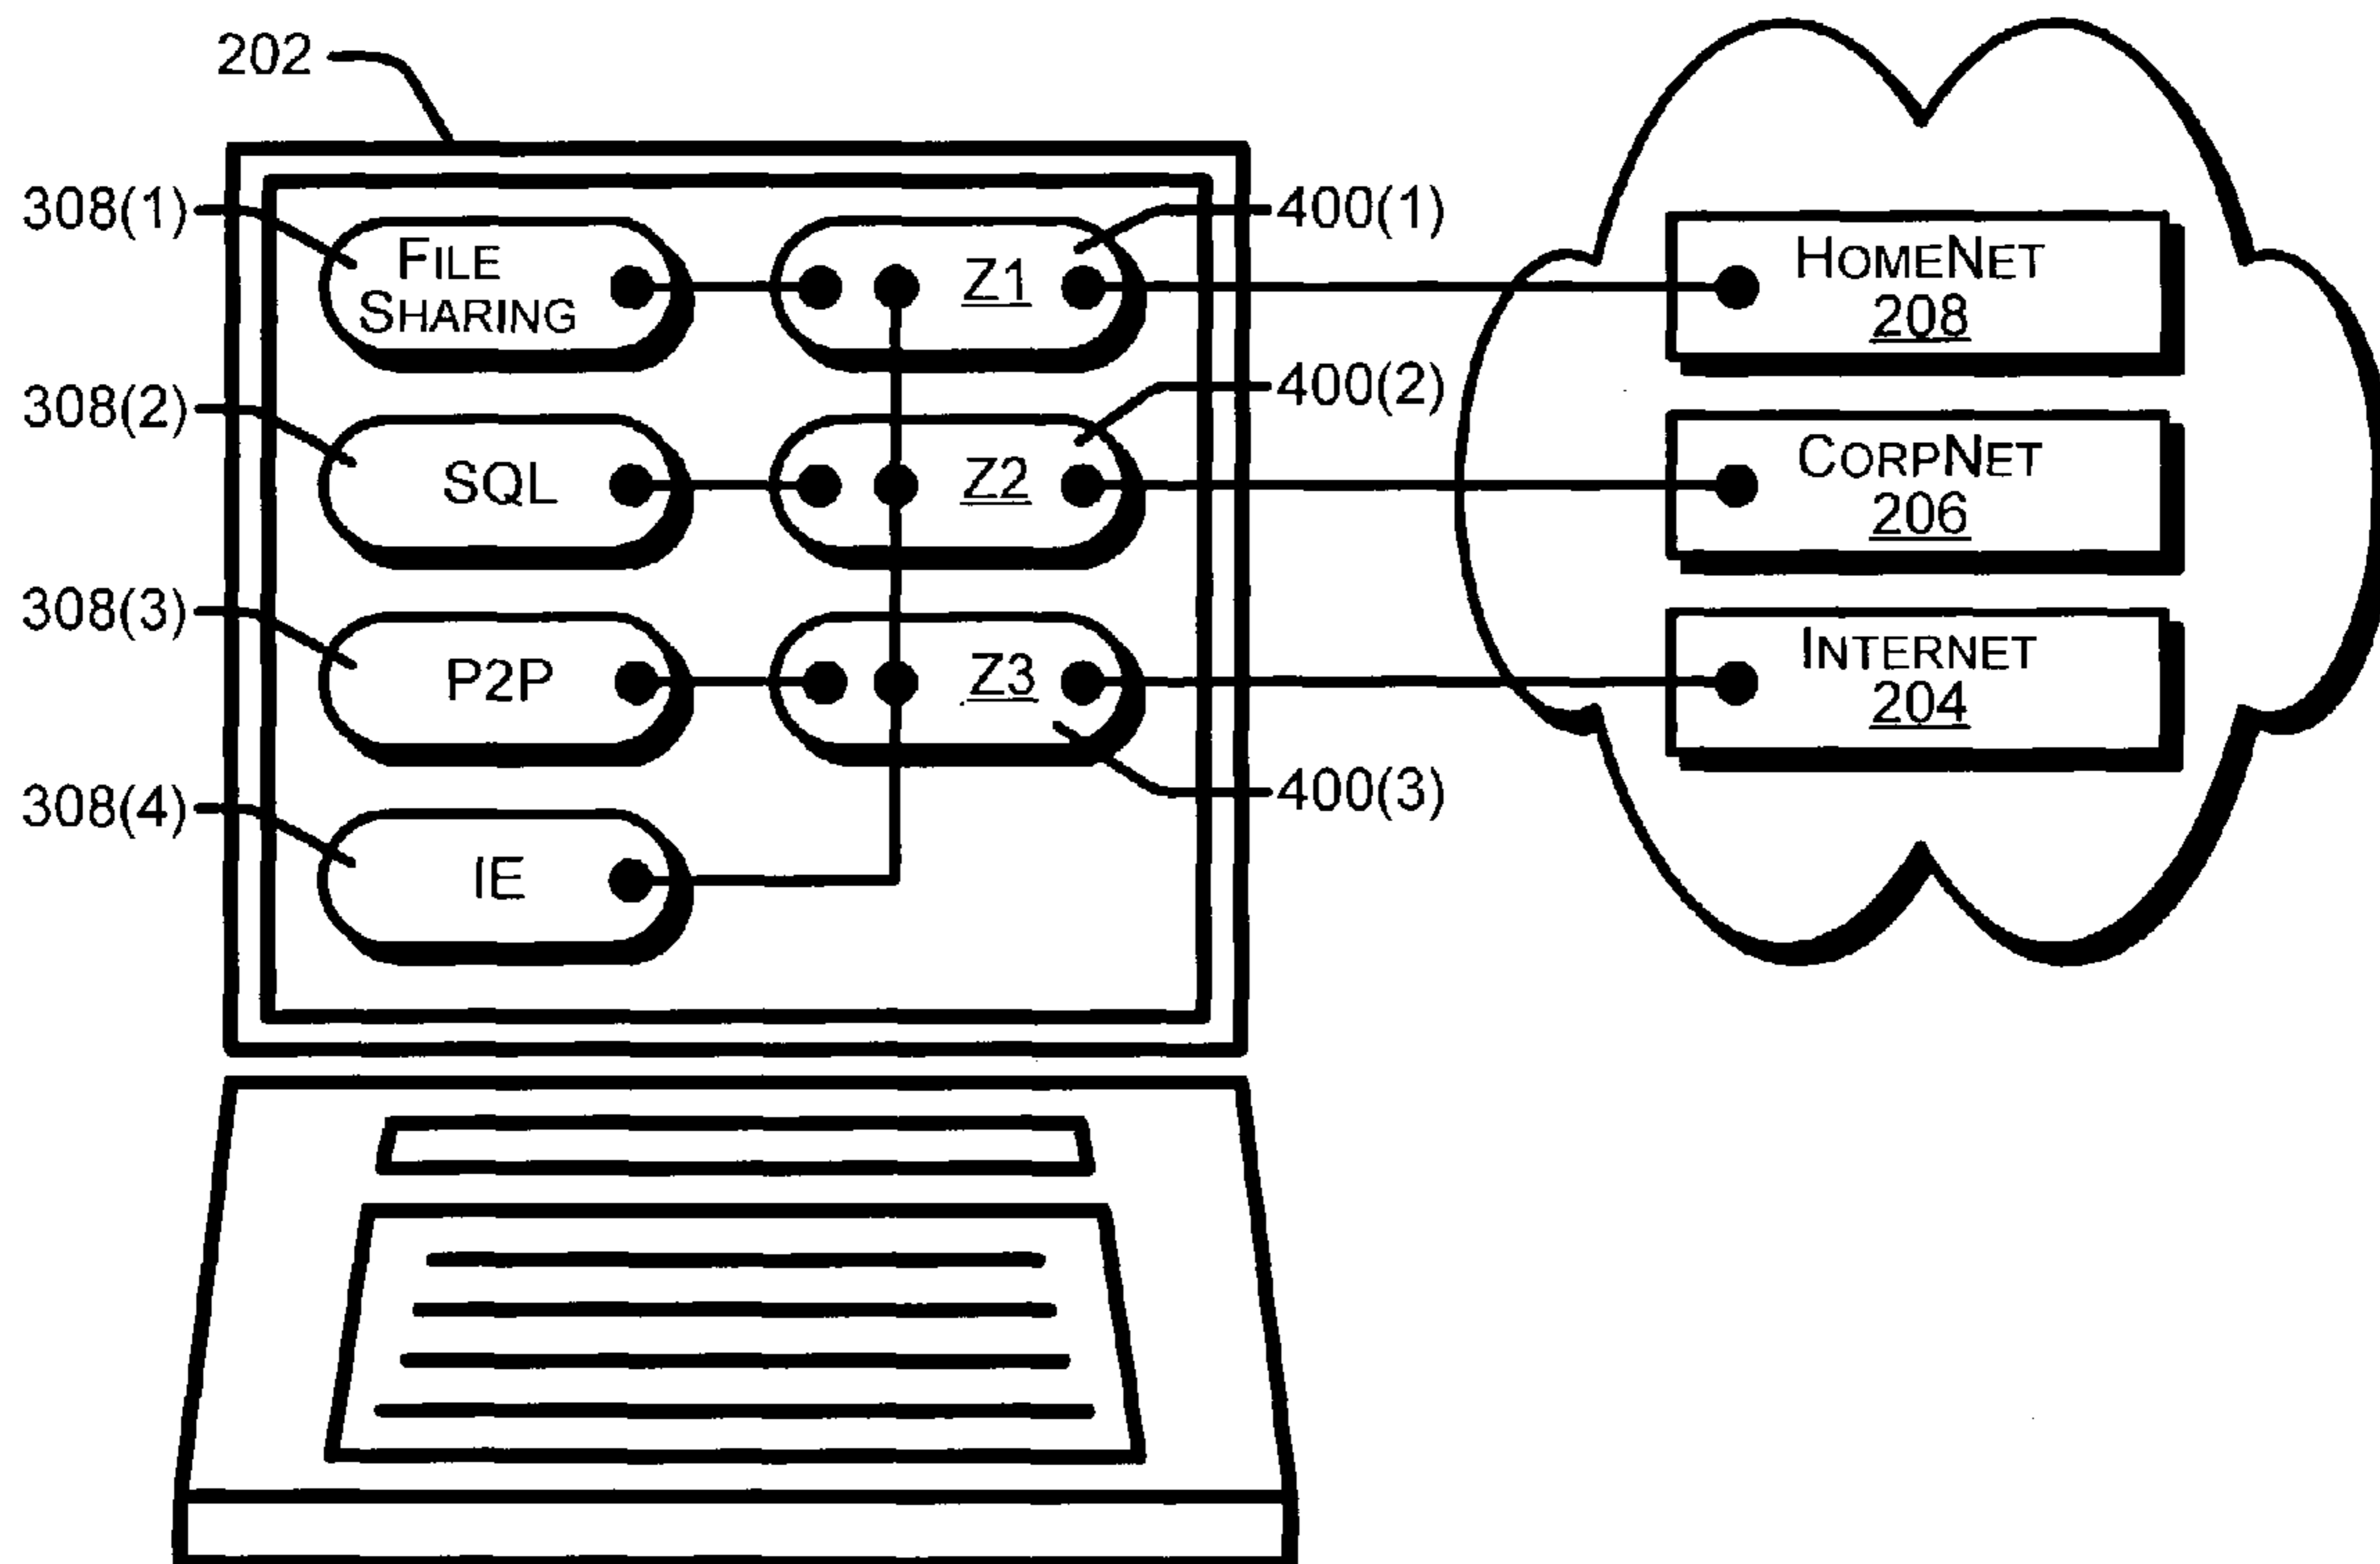 202
308(1)
FILE
SHARING
Z1
400(1)
HOMENET
208
308(2)
SQL
Z2
400(2)
CORPNET
206
308(3)
P2P
Z3
400(3)
INTERNET
204
308(4)
IE